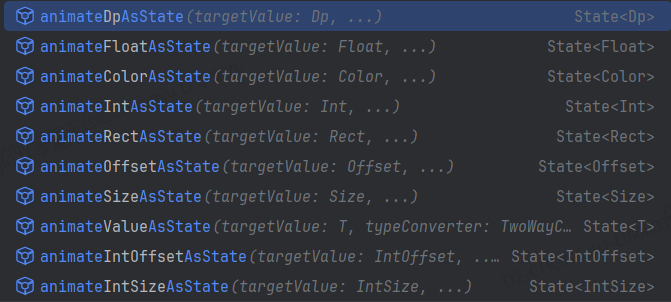 animateDpAsState(targetValue: Dp, ...) State<Dp>
animateFloatAsState(targetValue: Float, ...) State<Float>
animateColorAsState(targetValue: Color, ...) State<Color>
animateIntAsState(targetValue: Int, ...) State<Int>
animateRectAsState(targetValue: Rect, ...) State<Rect>
animateOffsetAsState(targetValue: Offset, ...) State<Offset>
animateSizeAsState(targetValue: Size, ...) State<Size>
animateValueAsState(targetValue: T, typeConverter: TwoWayC… State<T>
animateIntOffsetAsState(targetValue: IntOffset, ..… State<IntOffset>
animateIntSizeAsState(targetValue: IntSize, ...) State<IntSize>